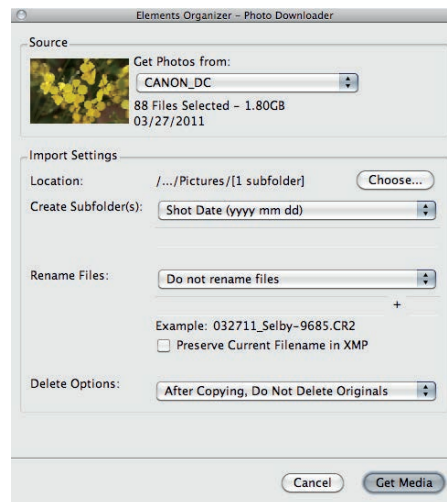 Elements Organizer – Photo Downloader
Source
Get Photos from:
CANON_DC
88 Files Selected – 1.80GB
03/27/2011
Import Settings
Location: /.../Pictures/[1 subfolder] Choose...
Create Subfolder(s): Shot Date (yyyy mm dd)
Rename Files: Do not rename files
+
Example: 032711_Selby-9685.CR2
Preserve Current Filename in XMP
Delete Options: After Copying, Do Not Delete Originals
Cancel Get Media